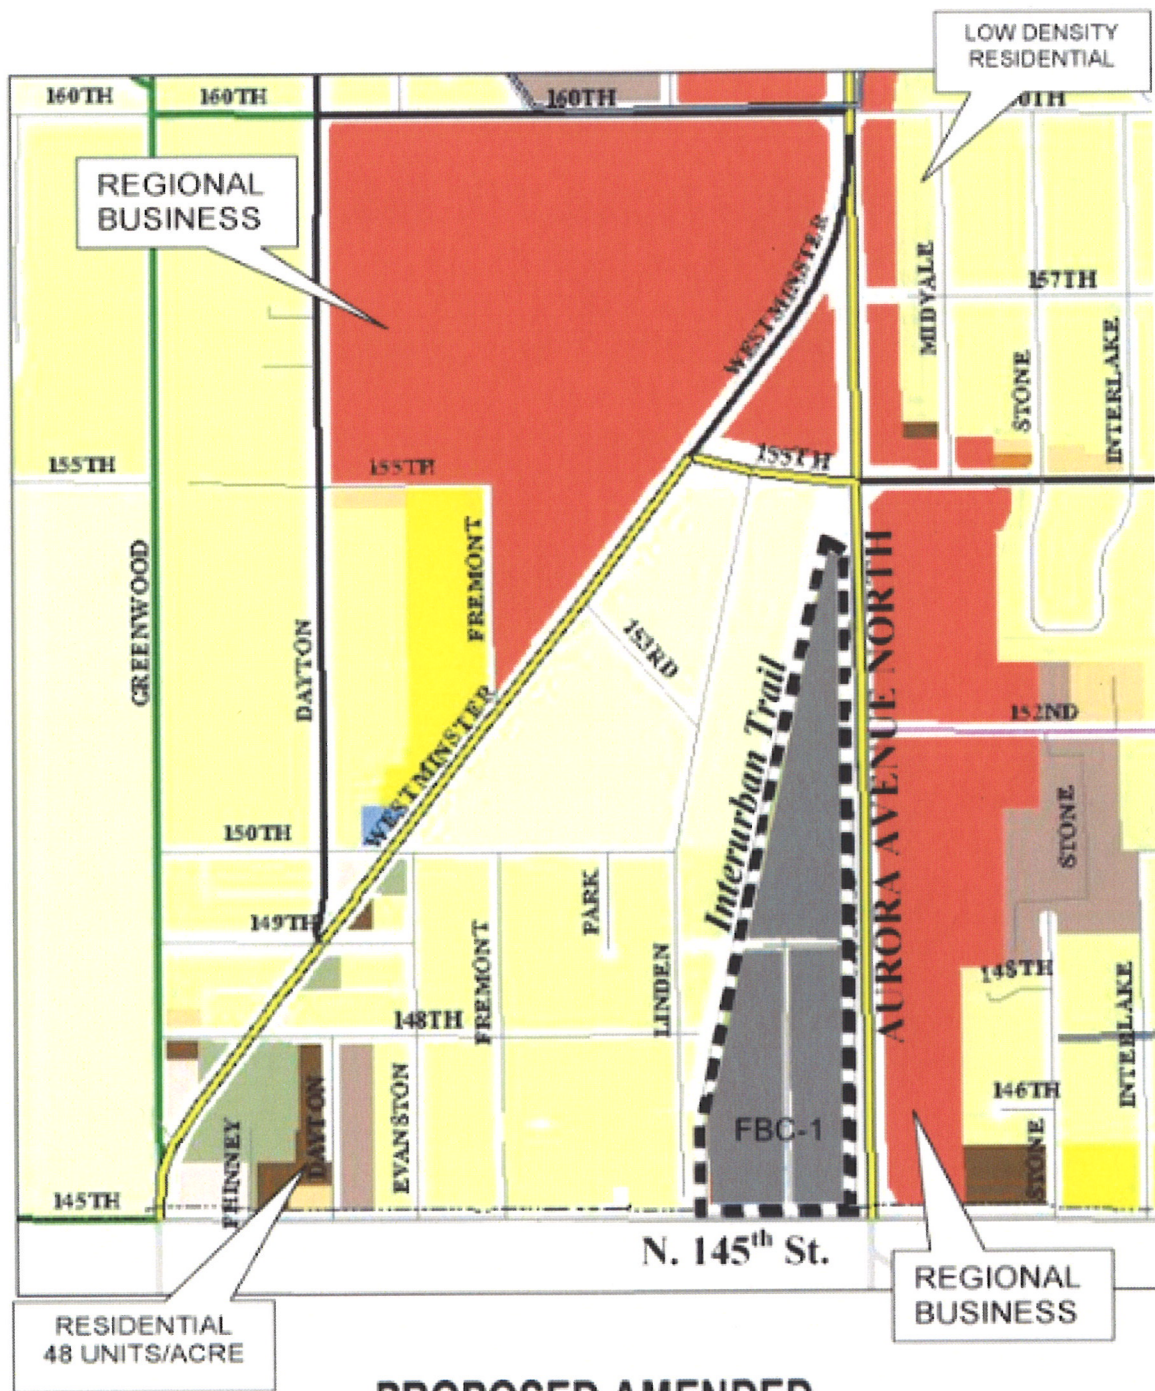 LOW DENSITY
RESIDENTIAL
160TH
160TH
160TH
REGIONAL
BUSINESS
WESTMINSTER
MIDVALE
157TH
STONE
INTERLAKE
155TH
155TH
155TH
GREENWOOD
DAYTON
FREMONT
153RD
Interurban Trail
AURORA AVENUE NORTH
152ND
WESTMINSTER
150TH
STONE
149TH
PARK
FREMONT
LINDEN
148TH
148TH
INTERLAKE
146TH
PHINNEY
DAYTON
EVANSTON
FBC-1
STONE
145TH
N. 145th St.
REGIONAL
BUSINESS
RESIDENTIAL
48 UNITS/ACRE
PROPOSED AMENDED